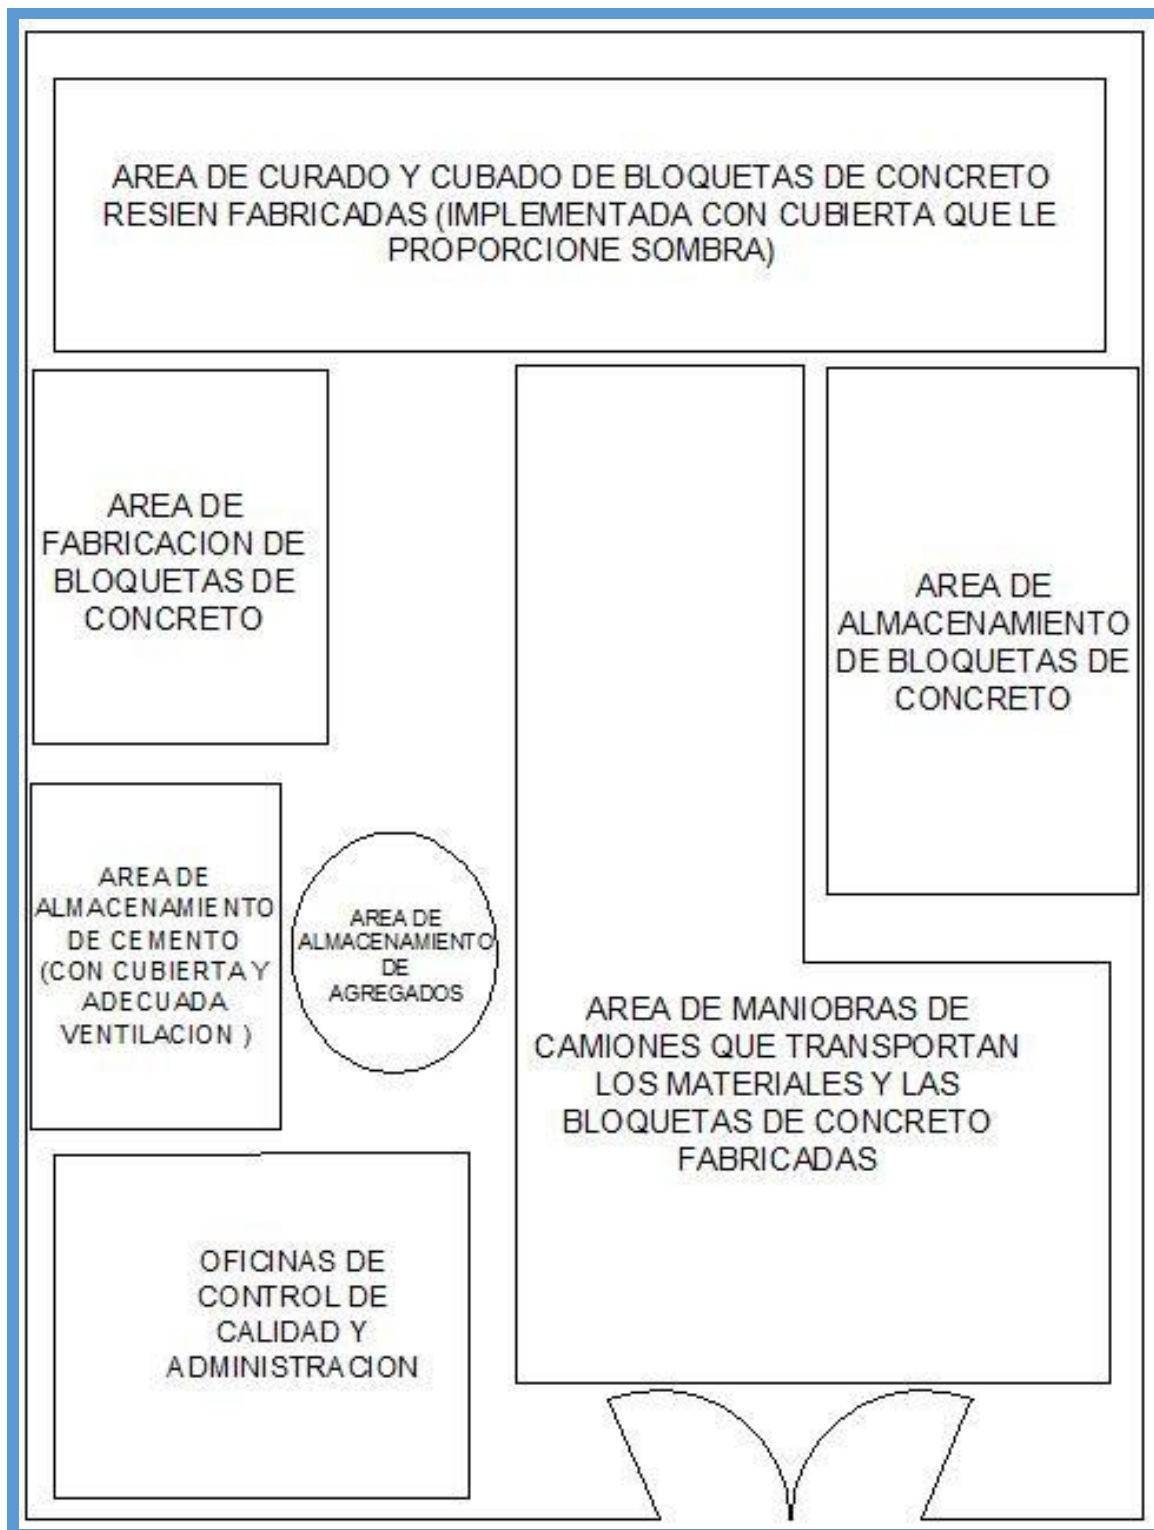 AREA DE CURADO Y CUBADO DE BLOQUETAS DE CONCRETO
RESIEN FABRICADAS (IMPLEMENTADA CON CUBIERTA QUE LE
PROPORCIONE SOMBRA)
AREA DE
FABRICACION DE
BLOQUETAS DE
CONCRETO
AREA DE
ALMACENAMIENTO
DE BLOQUETAS DE
CONCRETO
AREA DE
ALMACENAMIENTO
DE CEMENTO
(CON CUBIERTA Y
ADECUADA
VENTILACION )
AREA DE
ALMACENAMIENTO
DE
AGREGADOS
AREA DE MANIOBRAS DE
CAMIONES QUE TRANSPORTAN
LOS MATERIALES Y LAS
BLOQUETAS DE CONCRETO
FABRICADAS
OFICINAS DE
CONTROL DE
CALIDAD Y
ADMINISTRACION